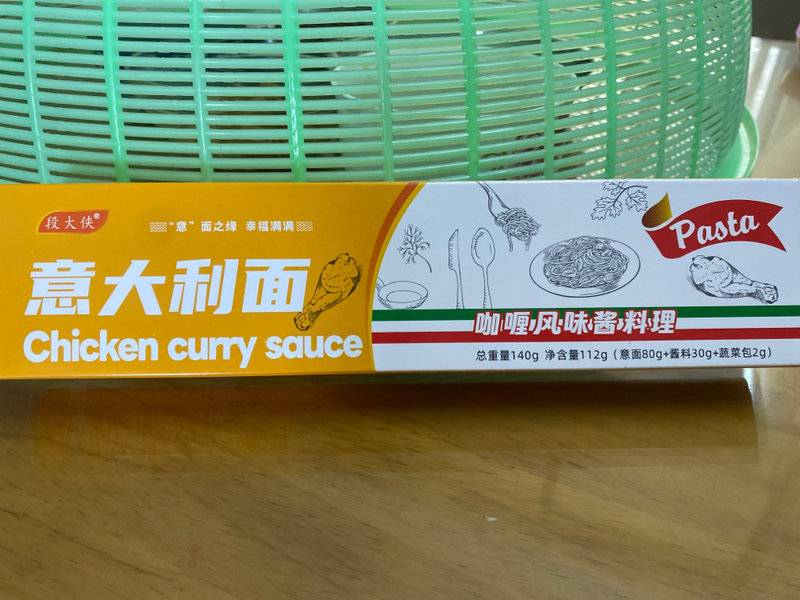 段大侠®
“意”面之缘 幸福满满
意大利面
Chicken curry sauce
Pasta
咖喱风味酱料理
总重量140g 净含量112g（意面80g+酱料30g+蔬菜包2g）